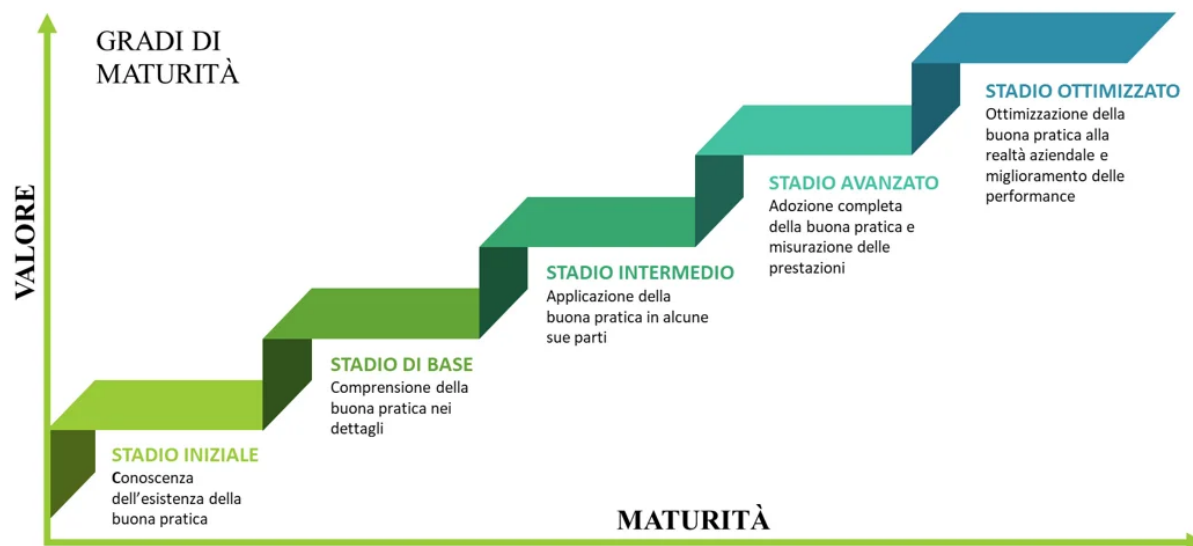 GRADI DI
MATURITÀ
VALORE
STADIO INIZIALE
Conoscenza
dell'esistenza della
buona pratica
STADIO DI BASE
Comprensione della
buona pratica nei
dettagli
STADIO INTERMEDIO
Applicazione della
buona pratica in alcune
sue parti
STADIO AVANZATO
Adozione completa
della buona pratica e
misurazione delle
prestazioni
STADIO OTTIMIZZATO
Ottimizzazione della
buona pratica alla
realtà aziendale e
miglioramento delle
performance
MATURITÀ